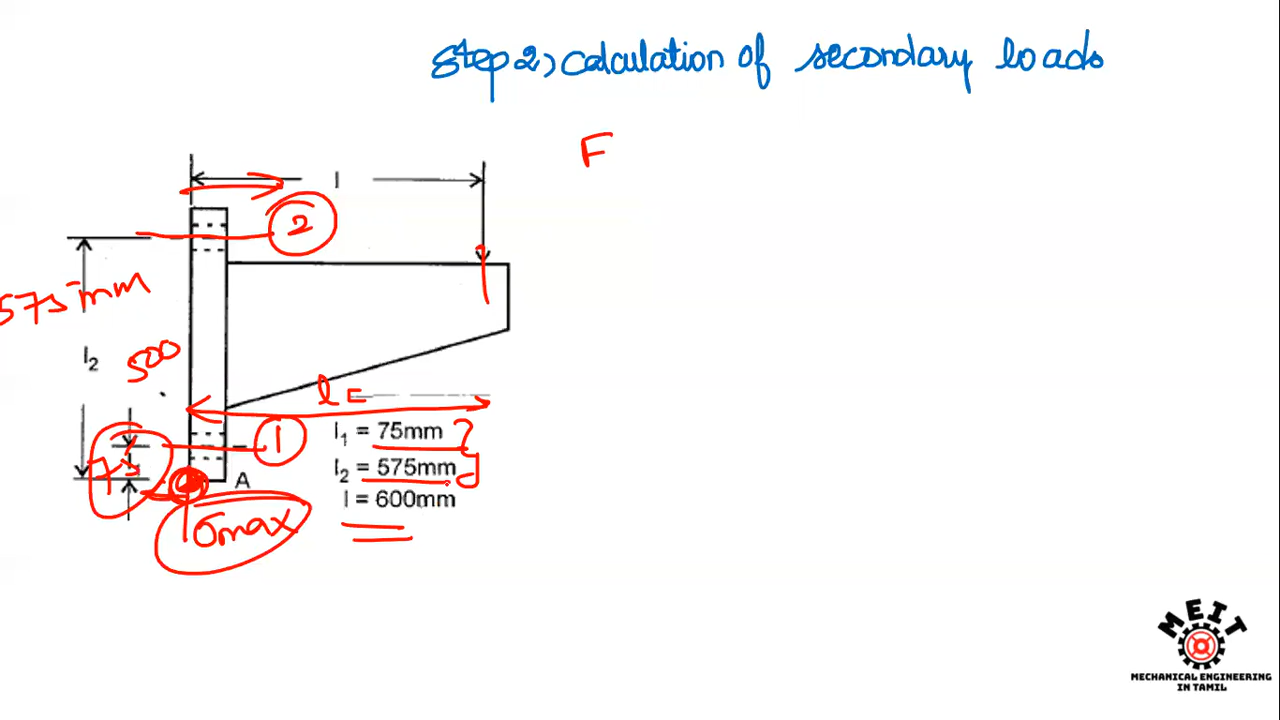 Step 2, calculation of secondary loads
F
l
2
575 mm
l2
500
l =
1
l1 = 75mm
75
l2 = 575mm
A
l = 600mm
σmax
MEIT
MECHANICAL ENGINEERING
IN TAMIL